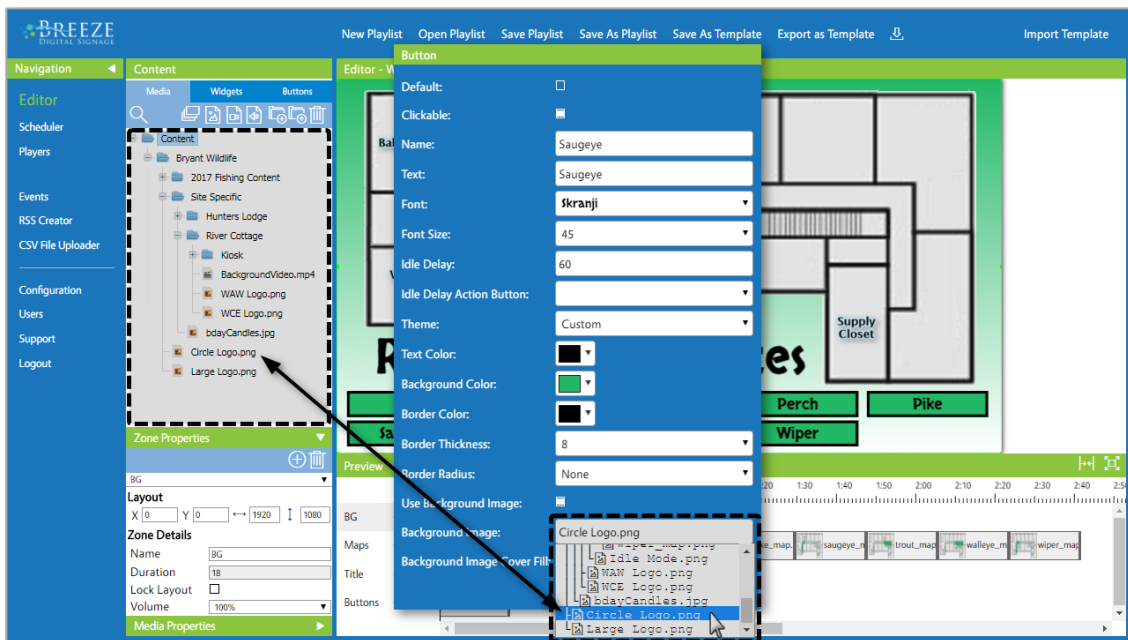 BREEZE
DIGITAL SIGNAGE
New Playlist Open Playlist Save Playlist Save As Playlist Save As Template Export as Template Import Template
Navigation
Editor
Scheduler
Players
Events
RSS Creator
CSV File Uploader
Configuration
Users
Support
Logout
Content
Media Widgets Buttons
Content
Bryant Wildlife
2017 Fishing Content
Site Specific
Hunters Lodge
River Cottage
Kiosk
BackgroundVideo.mp4
WAW Logo.png
WCE Logo.png
bdayCandles.jpg
Circle Logo.png
Large Logo.png
Zone Properties
BG
Layout
X 0 Y 0 1920 1080
Zone Details
Name BG
Duration 18
Lock Layout
Volume 100%
Media Properties
Editor - W
Button
Default:
Clickable:
Name: Saugeye
Text: Saugeye
Font: Skranji
Font Size: 45
Idle Delay: 60
Idle Delay Action Button:
Theme: Custom
Text Color:
Background Color:
Border Color:
Border Thickness: 8
Border Radius: None
Use Background Image:
Background Image: Circle Logo.png
Background Image Cover Fill:
wiper_map.png
Idle Mode.png
WAW Logo.png
WCE Logo.png
bdayCandles.jpg
Circle Logo.png
Large Logo.png
Supply
Closet
Perch Pike
Wiper
Preview
1:30 1:40 1:50 2:00 2:10 2:20 2:30 2:40
BG
Maps
Title
Buttons
saugeye_n trout_map walleye_m wiper_map